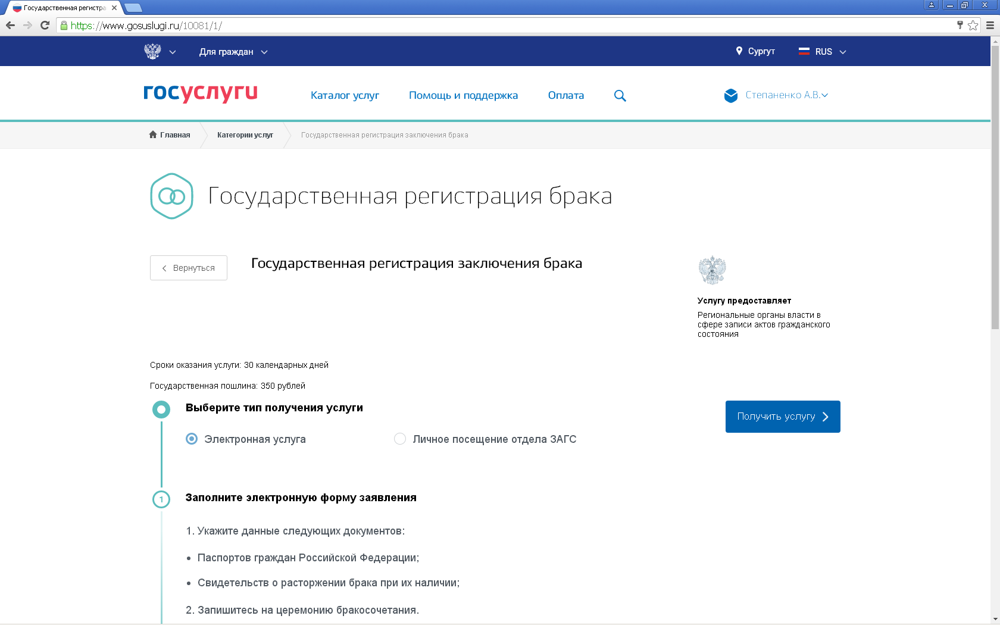 Государственная регистра
https://www.gosuslugi.ru/10081/1/
Для граждан
Сургут
RUS
госуслуги
Каталог услуг
Помощь и поддержка
Оплата
Степаненко А.В.
Главная
Категории услуг
Государственная регистрация заключения брака
Государственная регистрация брака
Вернуться
Государственная регистрация заключения брака
Услугу предоставляет
Региональные органы власти в
сфере записи актов гражданского
состояния
Сроки оказания услуги: 30 календарных дней
Государственная пошлина: 350 рублей
Выберите тип получения услуги
Получить услугу
Электронная услуга
Личное посещение отдела ЗАГС
1
Заполните электронную форму заявления
1. Укажите данные следующих документов:
• Паспортов граждан Российской Федерации;
• Свидетельств о расторжении брака при их наличии;
2. Запишитесь на церемонию бракосочетания.